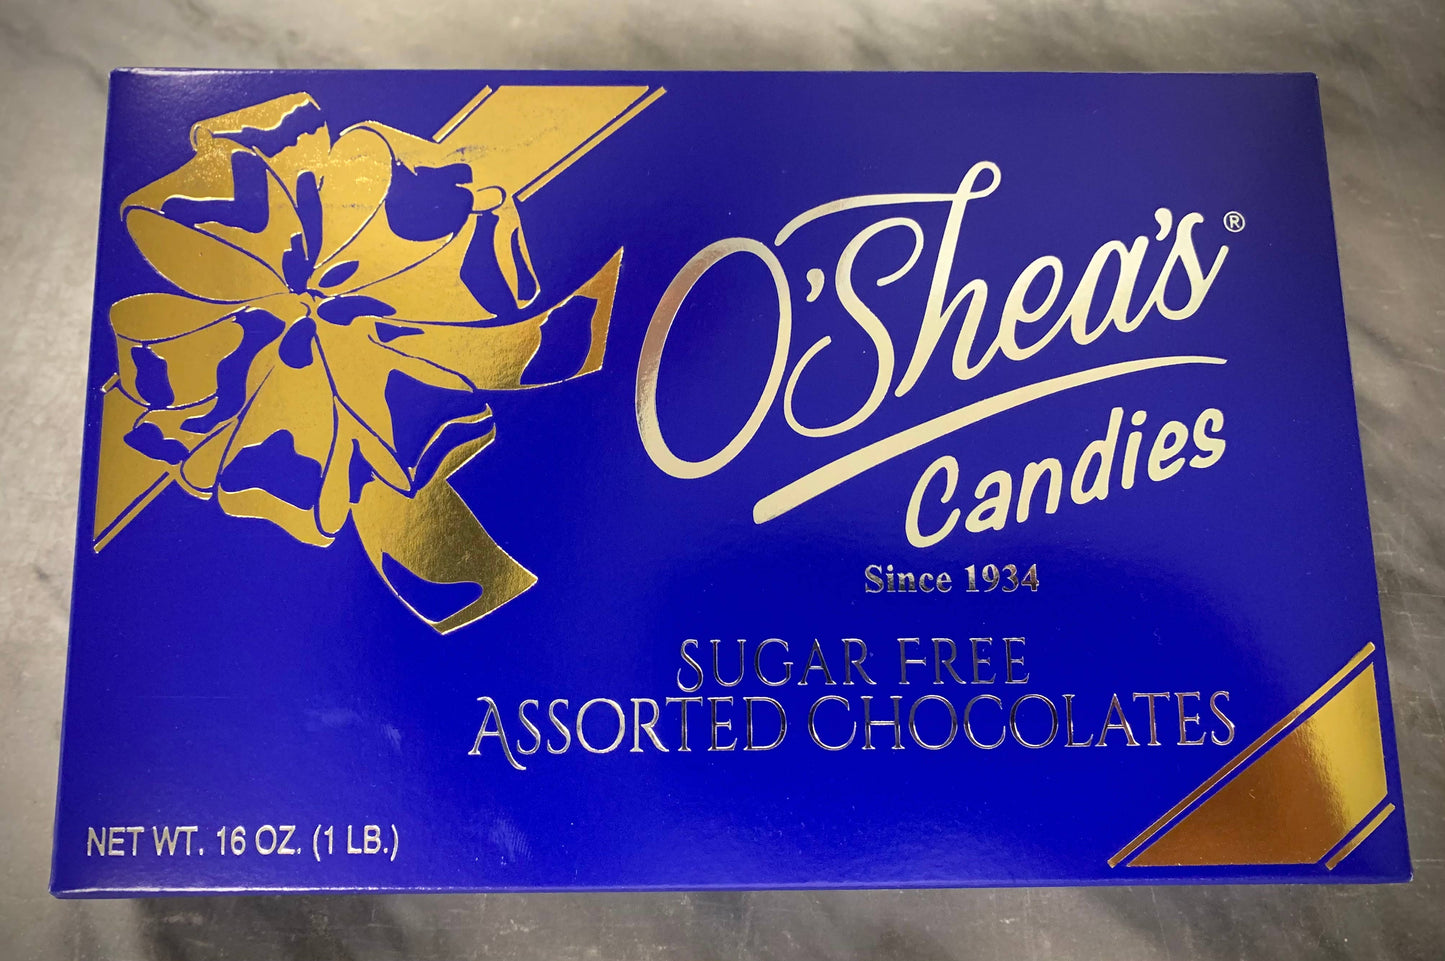 O'Shea's®
Candies
Since 1934
SUGAR FREE
ASSORTED CHOCOLATES
NET WT. 16 OZ. (1 LB.)